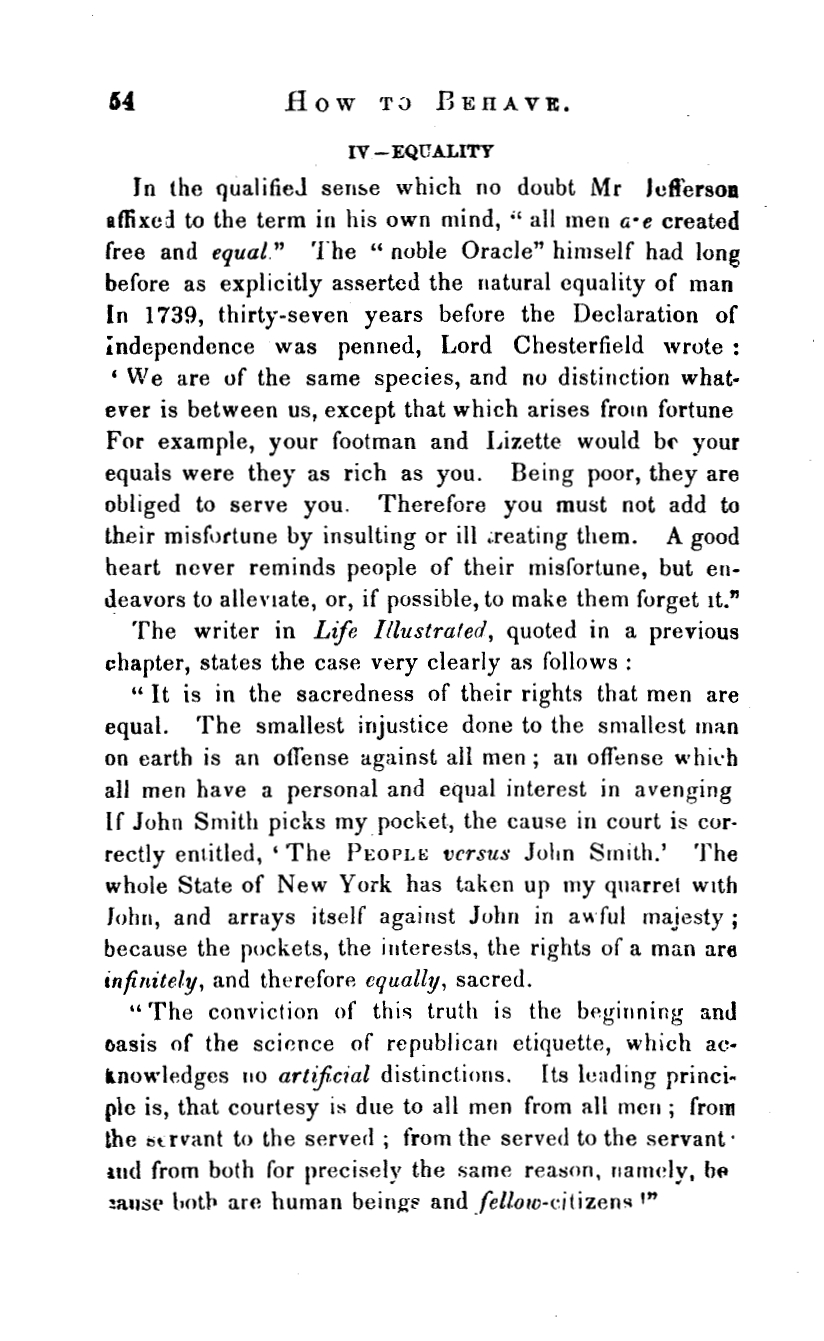 54 How to Behave.
IV—EQUALITY
In the qualified sense which no doubt Mr Jefferson
affixed to the term in his own mind, “ all men are created
free and equal.” The “ noble Oracle” himself had long
before as explicitly asserted the natural equality of man
In 1739, thirty-seven years before the Declaration of
independence was penned, Lord Chesterfield wrote :
‘ We are of the same species, and no distinction what-
ever is between us, except that which arises from fortune
For example, your footman and Lizette would be your
equals were they as rich as you. Being poor, they are
obliged to serve you. Therefore you must not add to
their misfortune by insulting or ill treating them. A good
heart never reminds people of their misfortune, but en-
deavors to alleviate, or, if possible, to make them forget it.”
The writer in Life Illustrated, quoted in a previous
chapter, states the case very clearly as follows :
“ It is in the sacredness of their rights that men are
equal. The smallest injustice done to the smallest man
on earth is an offense against all men ; an offense which
all men have a personal and equal interest in avenging
If John Smith picks my pocket, the cause in court is cor-
rectly entitled, ‘ The People versus John Smith.’ The
whole State of New York has taken up my quarrel with
John, and arrays itself against John in awful majesty ;
because the pockets, the interests, the rights of a man are
infinitely, and therefore equally, sacred.
“ The conviction of this truth is the beginning and
basis of the science of republican etiquette, which ac-
knowledges no artificial distinctions. Its leading princi-
ple is, that courtesy is due to all men from all men ; from
the servant to the served ; from the served to the servant·
and from both for precisely the same reason, namely, be
cause both are human beings and fellow-citizens !”